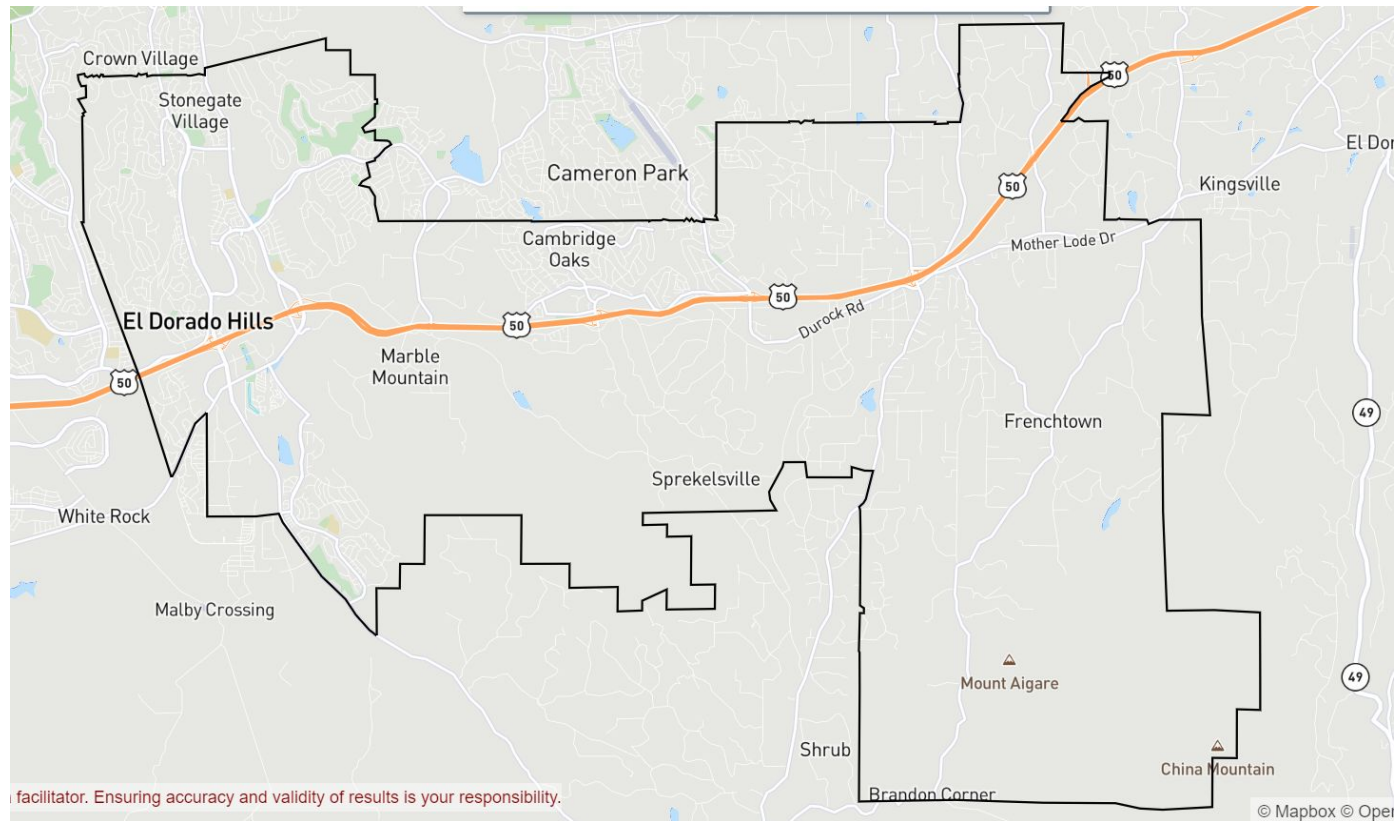 Crown Village
Stonegate
Village
Cameron Park
50
El Dor
Kingsville
50
Mother Lode Dr
Cambridge
Oaks
50
Durock Rd
El Dorado Hills
50
Marble
Mountain
50
49
Frenchtown
Sprekelsville
White Rock
Malby Crossing
Mount Aigare
49
Shrub
China Mountain
Brandon Corner
facilitator. Ensuring accuracy and validity of results is your responsibility.
© Mapbox © Oper